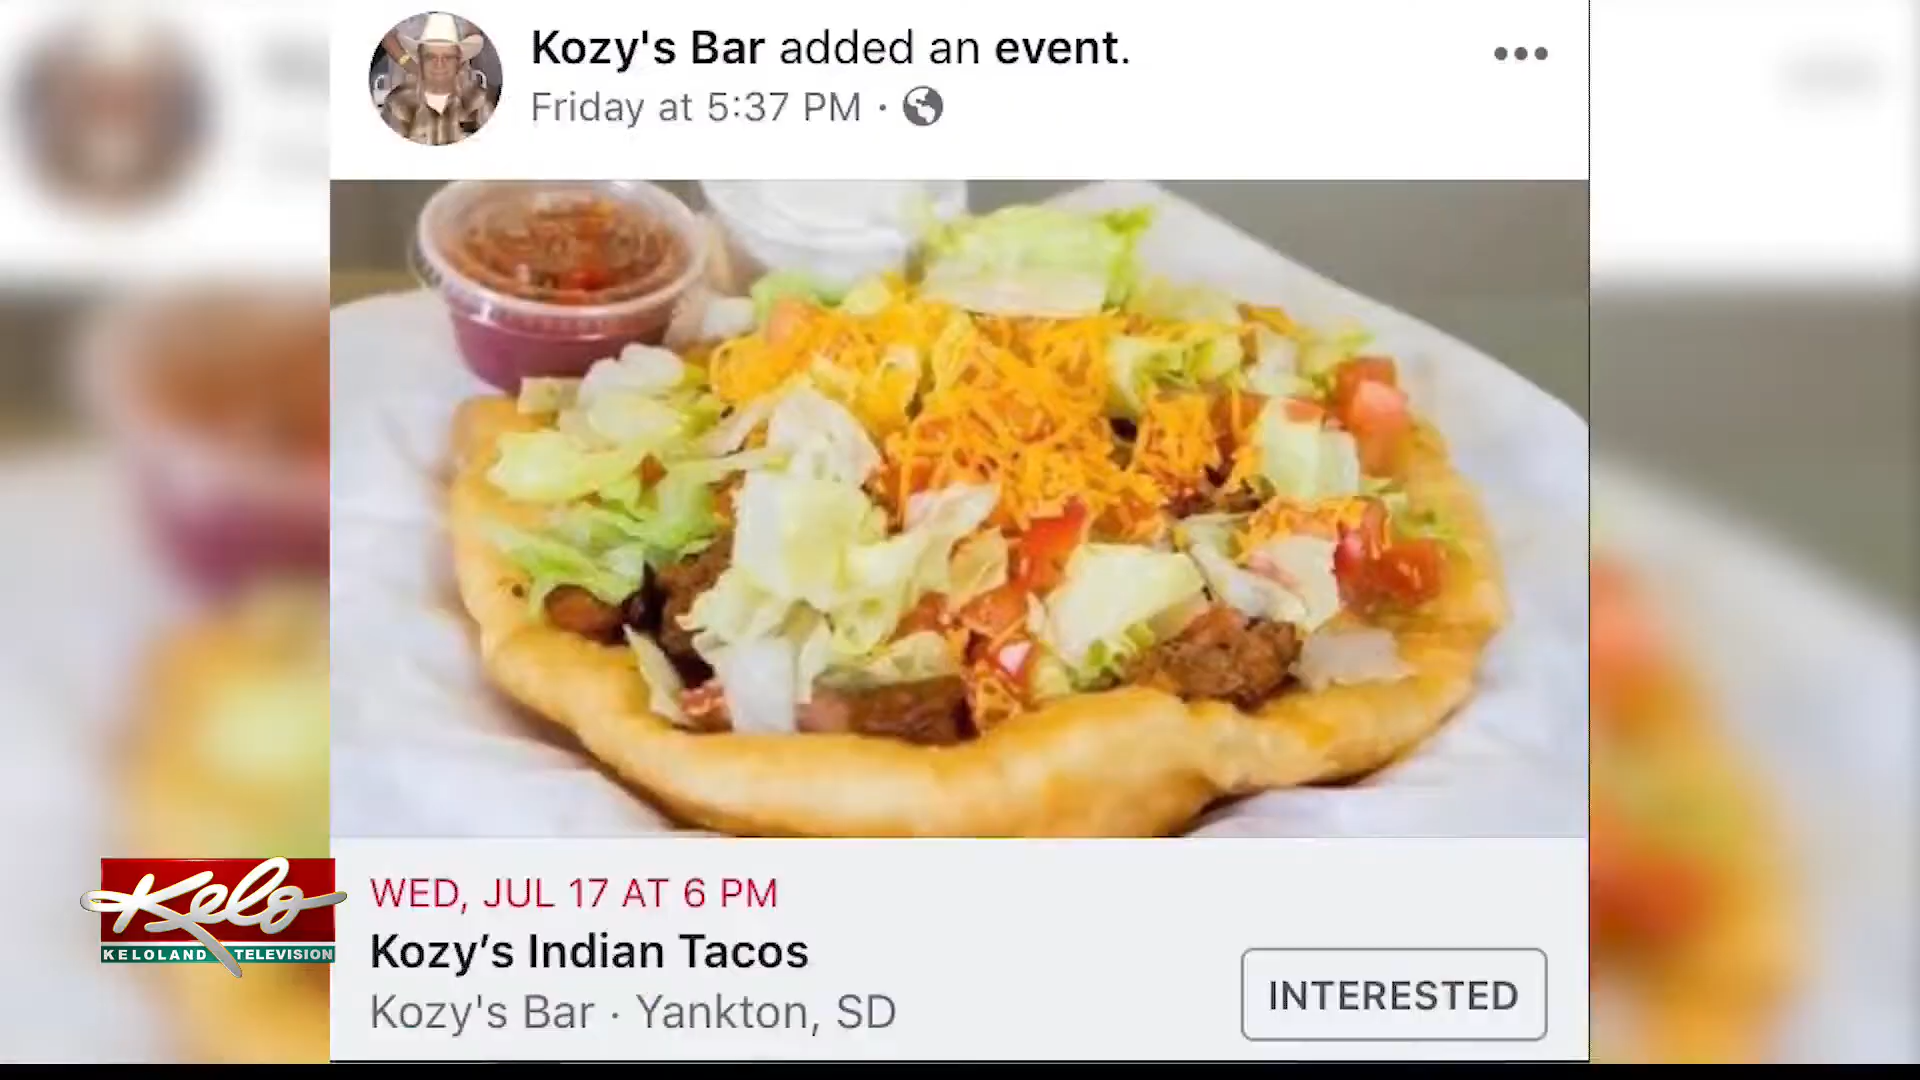 Kozy's Bar added an event.
Friday at 5:37 PM ·
WED, JUL 17 AT 6 PM
Kozy’s Indian Tacos
Kozy's Bar · Yankton, SD
INTERESTED
Kelo
KELOLAND TELEVISION